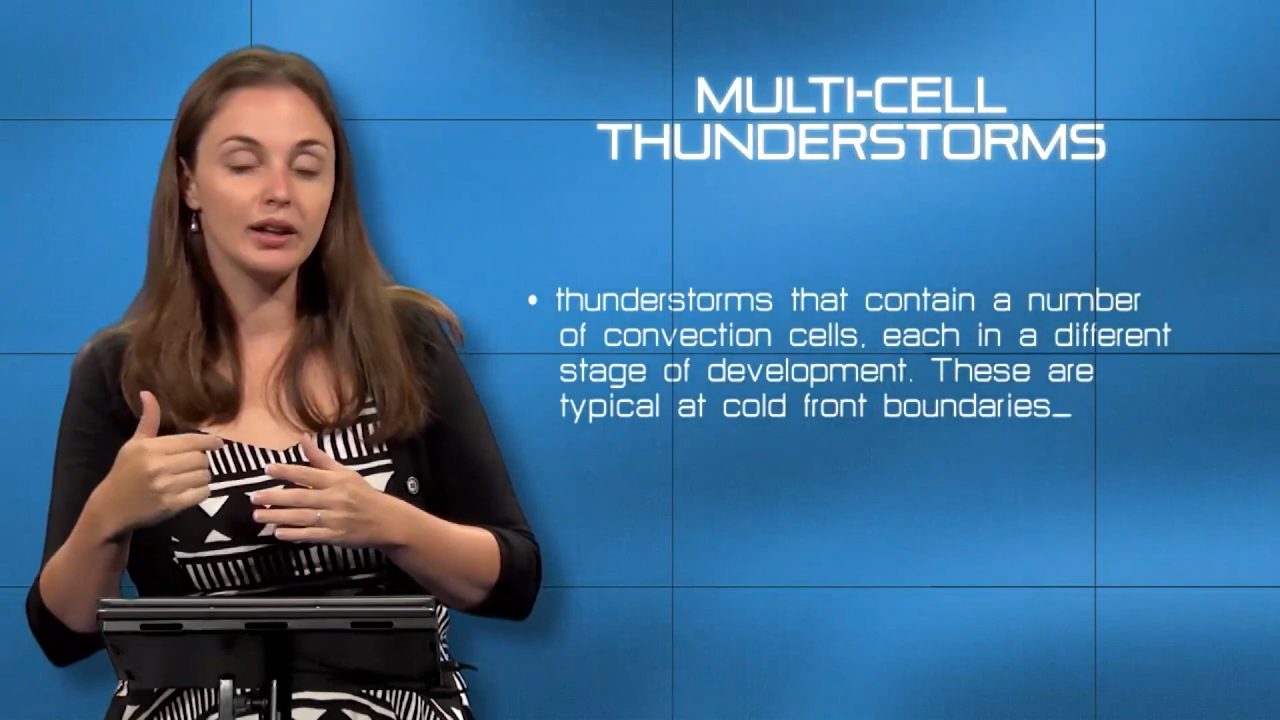 MULTI-CELL
THUNDERSTORMS
• thunderstorms that contain a number
of convection cells, each in a different
stage of development. These are
typical at cold front boundaries_